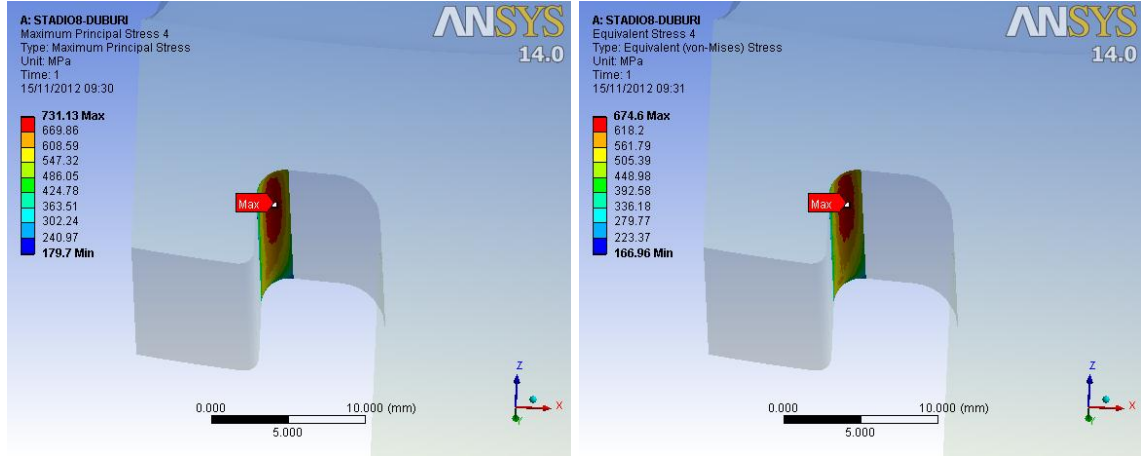 A: STADIO8-DUBURI
Maximum Principal Stress 4
Type: Maximum Principal Stress
Unit: MPa
Time: 1
15/11/2012 09:30
ANSYS
14.0
731.13 Max
669.86
608.59
547.32
486.05
424.78
363.51
302.24
240.97
179.7 Min
Max
0.000 10.000 (mm)
5.000
Z
X
Y
A: STADIO8-DUBURI
Equivalent Stress 4
Type: Equivalent (von-Mises) Stress
Unit: MPa
Time: 1
15/11/2012 09:31
ANSYS
14.0
674.6 Max
618.2
561.79
505.39
448.98
392.58
336.18
279.77
223.37
166.96 Min
Max
0.000 10.000 (mm)
5.000
Z
X
Y